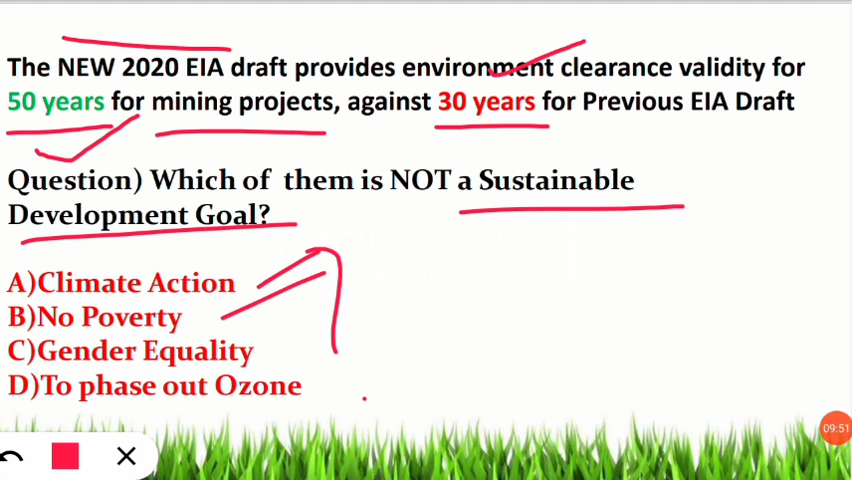 The NEW 2020 EIA draft provides environment clearance validity for
50 years for mining projects, against 30 years for Previous EIA Draft
Question) Which of them is NOT a Sustainable
Development Goal?
A)Climate Action
B)No Poverty
C)Gender Equality
D)To phase out Ozone
09:51